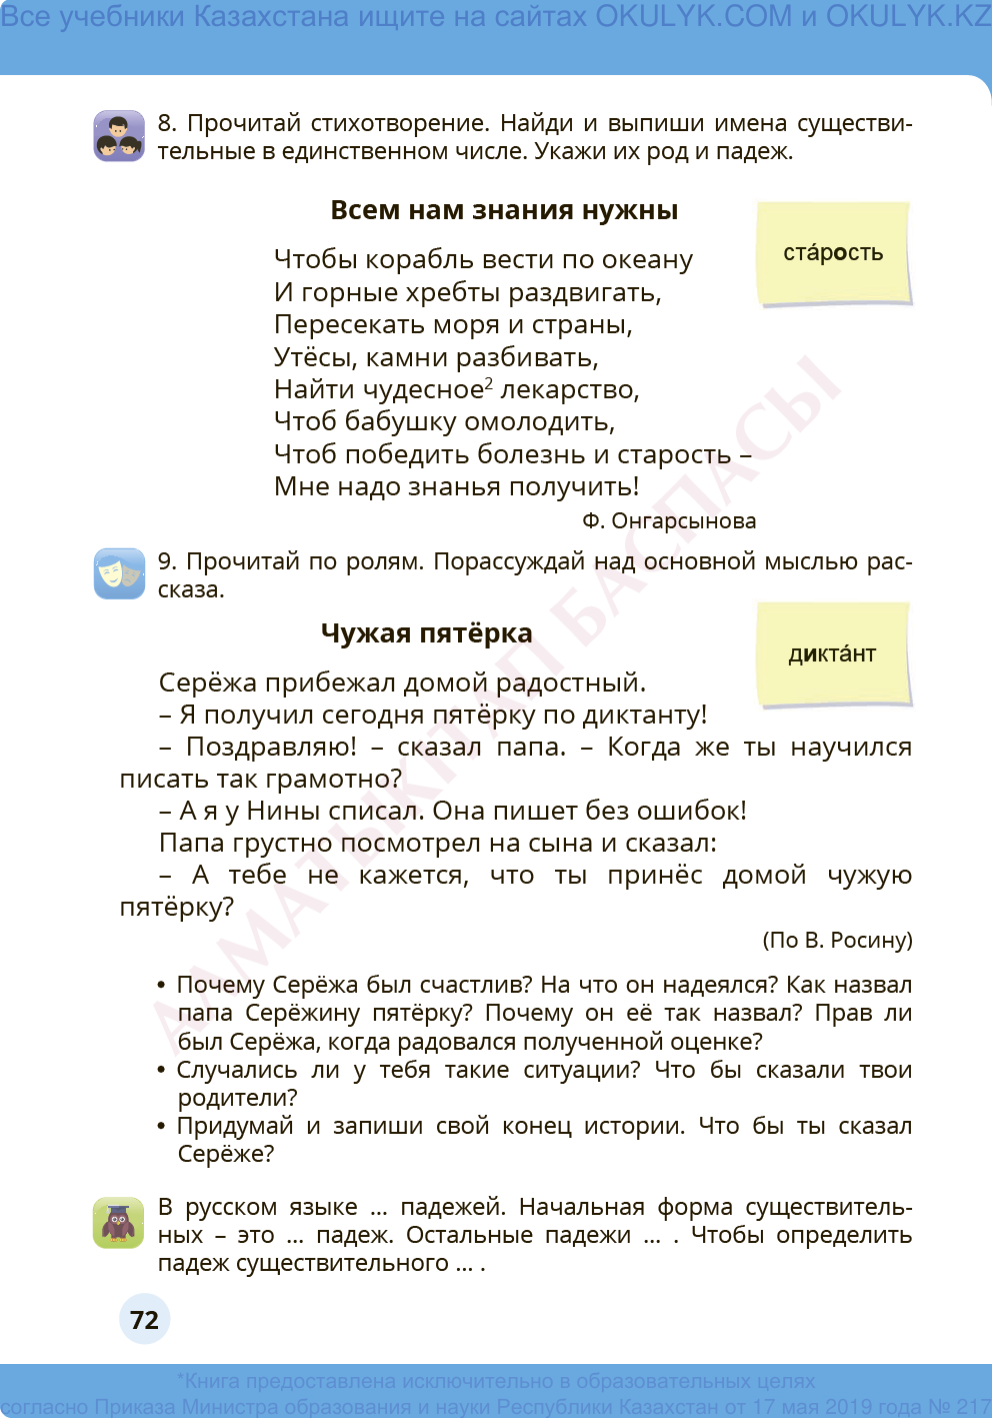 Все учебники Казахстана ищите на сайтах OKULYK.COM и OKULYK.KZ
8. Прочитай стихотворение. Найди и выпиши имена существи-
тельные в единственном числе. Укажи их род и падеж.
Всем нам знания нужны
ста́рость
Чтобы корабль вести по океану
И горные хребты раздвигать,
Пересекать моря и страны,
Утёсы, камни разбивать,
Найти чудесное² лекарство,
Чтоб бабушку омолодить,
Чтоб победить болезнь и старость –
Мне надо знанья получить!
Ф. Онгарсынова
9. Прочитай по ролям. Порассуждай над основной мыслью рас-
сказа.
Чужая пятёрка
дикта́нт
Серёжа прибежал домой радостный.
– Я получил сегодня пятёрку по диктанту!
– Поздравляю! – сказал папа. – Когда же ты научился
писать так грамотно?
– А я у Нины списал. Она пишет без ошибок!
Папа грустно посмотрел на сына и сказал:
– А тебе не кажется, что ты принёс домой чужую
пятёрку?
(По В. Росину)
• Почему Серёжа был счастлив? На что он надеялся? Как назвал
папа Серёжину пятёрку? Почему он её так назвал? Прав ли
был Серёжа, когда радовался полученной оценке?
• Случались ли у тебя такие ситуации? Что бы сказали твои
родители?
• Придумай и запиши свой конец истории. Что бы ты сказал
Серёже?
В русском языке ... падежей. Начальная форма существитель-
ных – это ... падеж. Остальные падежи ... . Чтобы определить
падеж существительного ... .
72
АЛМАТЫКІТАП БАСПАСЫ
*Книга предоставлена исключительно в образовательных целях
согласно Приказа Министра образования и науки Республики Казахстан от 17 мая 2019 года № 217